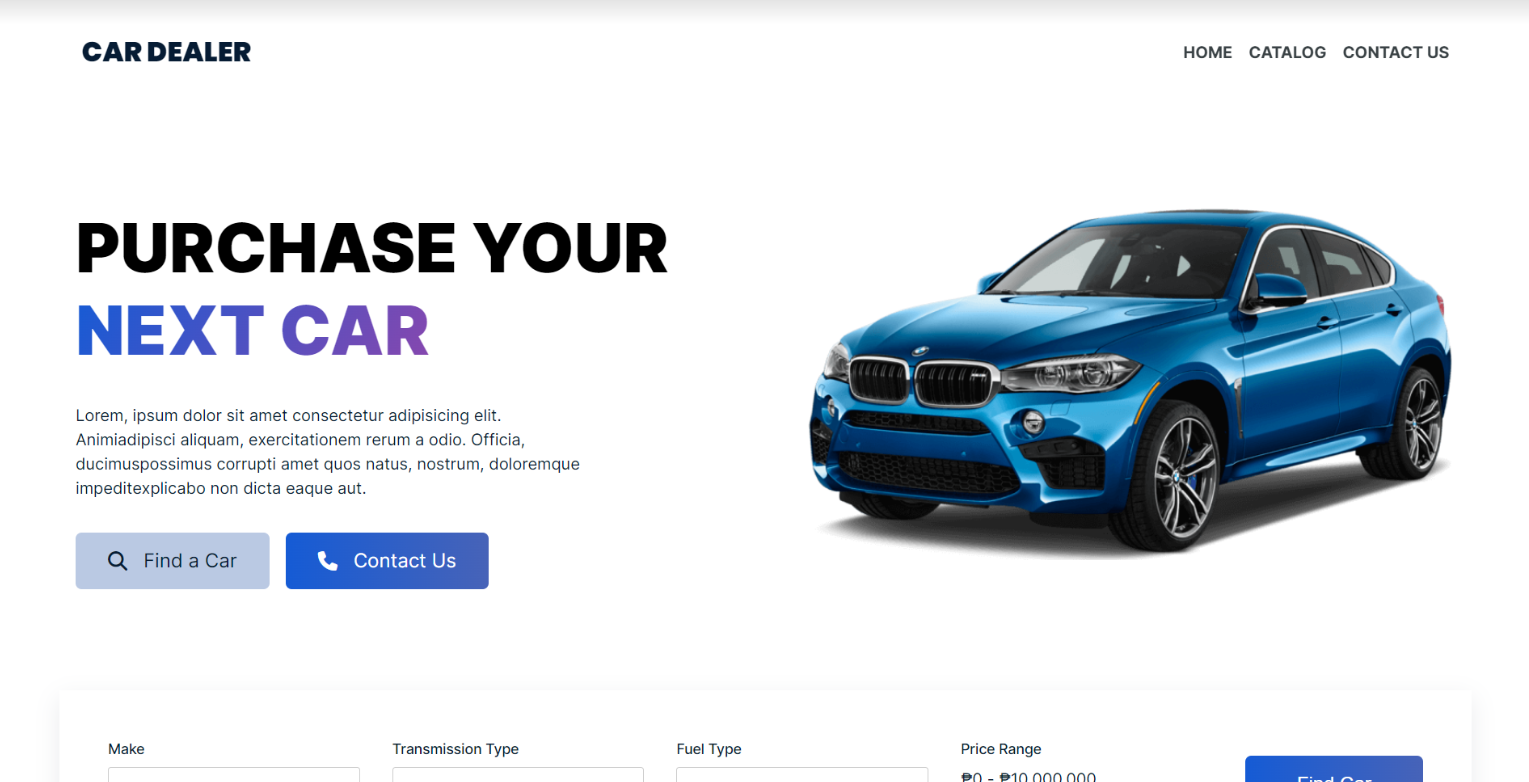 CAR DEALER
HOME CATALOG CONTACT US
PURCHASE YOUR
NEXT CAR
Lorem, ipsum dolor sit amet consectetur adipisicing elit.
Animiadipisci aliquam, exercitationem rerum a odio. Officia,
ducimuspossimus corrupti amet quos natus, nostrum, doloremque
impeditexplicabo non dicta eaque aut.
Find a Car Contact Us
Make Transmission Type Fuel Type Price Range
₱0 - ₱10,000,000
Find Car